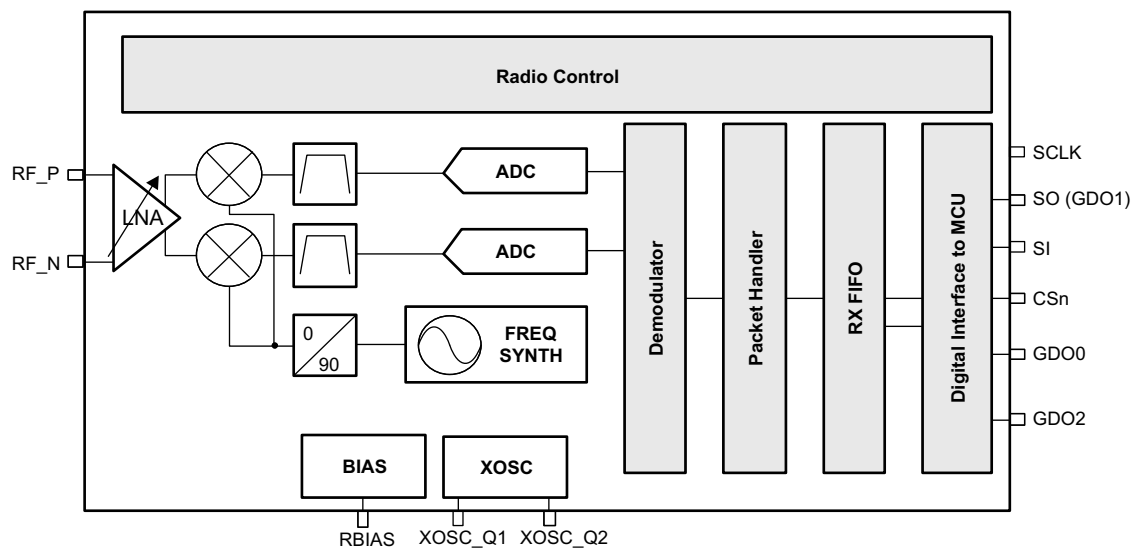 Radio Control
RF_P
RF_N
LNA
ADC
ADC
0
90
FREQ
SYNTH
Demodulator
Packet Handler
RX FIFO
Digital Interface to MCU
SCLK
SO (GDO1)
SI
CSn
GDO0
GDO2
BIAS
XOSC
RBIAS
XOSC_Q1
XOSC_Q2